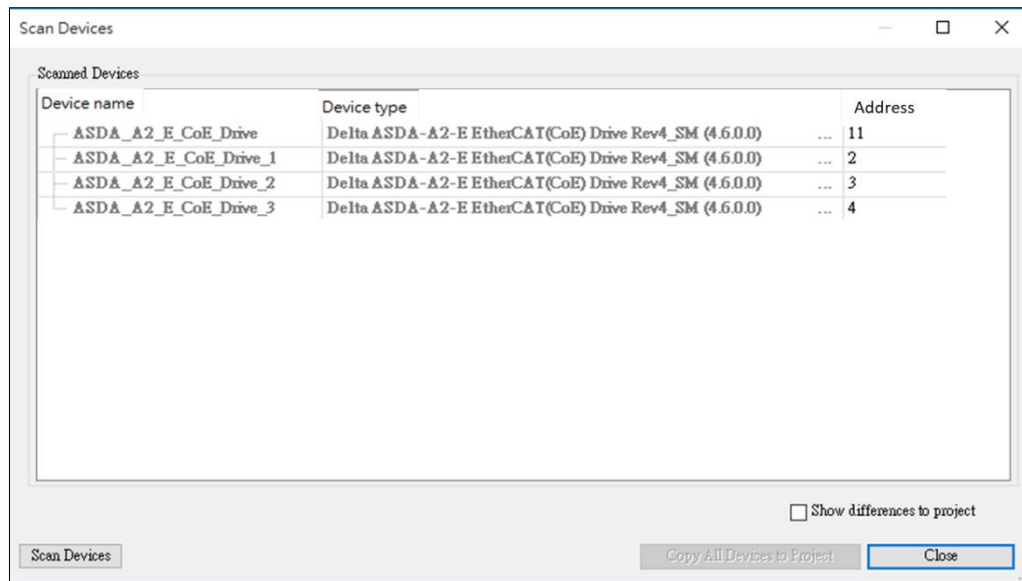 Scan Devices
Scanned Devices
Device name Device type Address
ASDA_A2_E_CoE_Drive Delta ASDA-A2-E EtherCAT(CoE) Drive Rev4_SM (4.6.0.0) ... 11
ASDA_A2_E_CoE_Drive_1 Delta ASDA-A2-E EtherCAT(CoE) Drive Rev4_SM (4.6.0.0) ... 2
ASDA_A2_E_CoE_Drive_2 Delta ASDA-A2-E EtherCAT(CoE) Drive Rev4_SM (4.6.0.0) ... 3
ASDA_A2_E_CoE_Drive_3 Delta ASDA-A2-E EtherCAT(CoE) Drive Rev4_SM (4.6.0.0) ... 4
Show differences to project
Scan Devices Copy All Devices to Project Close